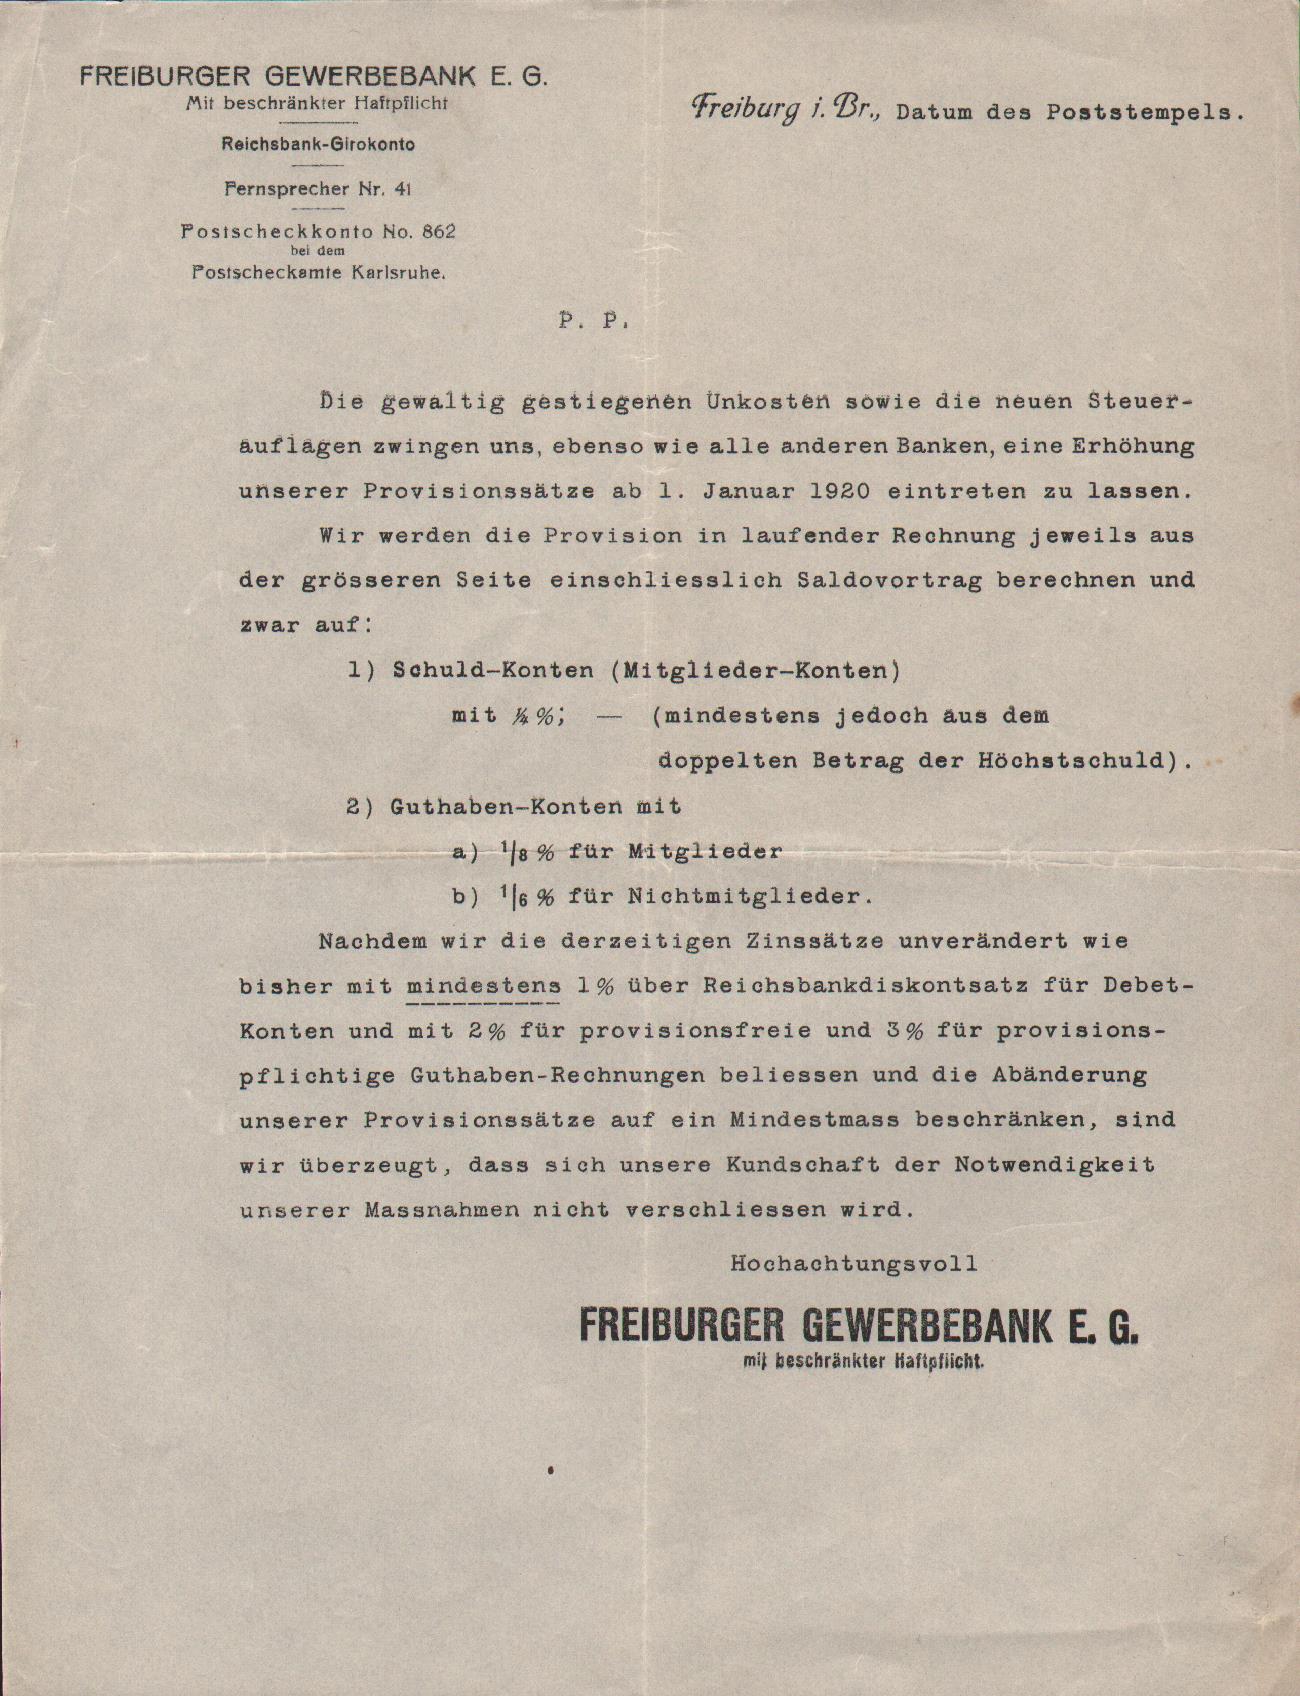 FREIBURGER GEWERBEBANK E. G.
Mit beschränkter Haftpflicht
Reichsbank-Girokonto
Fernsprecher Nr. 41
Postscheckkonto No. 862
bei dem
Postscheckamte Karlsruhe.
Freiburg i. Br., Datum des Poststempels.
P. P.
Die gewaltig gestiegenen Unkosten sowie die neuen Steuer-
auflagen zwingen uns, ebenso wie alle anderen Banken, eine Erhöhung
unserer Provisionssätze ab 1. Januar 1920 eintreten zu lassen.
Wir werden die Provision in laufender Rechnung jeweils aus
der grösseren Seite einschliesslich Saldovortrag berechnen und
zwar auf:
1) Schuld-Konten (Mitglieder-Konten)
mit ¼ %; — (mindestens jedoch aus dem
doppelten Betrag der Höchstschuld).
2) Guthaben-Konten mit
a) 1/8 % für Mitglieder
b) 1/6 % für Nichtmitglieder.
Nachdem wir die derzeitigen Zinssätze unverändert wie
bisher mit mindestens 1 % über Reichsbankdiskontsatz für Debet-
Konten und mit 2 % für provisionsfreie und 3 % für provisions-
pflichtige Guthaben-Rechnungen beliessen und die Abänderung
unserer Provisionssätze auf ein Mindestmass beschränken, sind
wir überzeugt, dass sich unsere Kundschaft der Notwendigkeit
unserer Massnahmen nicht verschliessen wird.
Hochachtungsvoll
FREIBURGER GEWERBEBANK E. G.
mit beschränkter Haftpflicht.